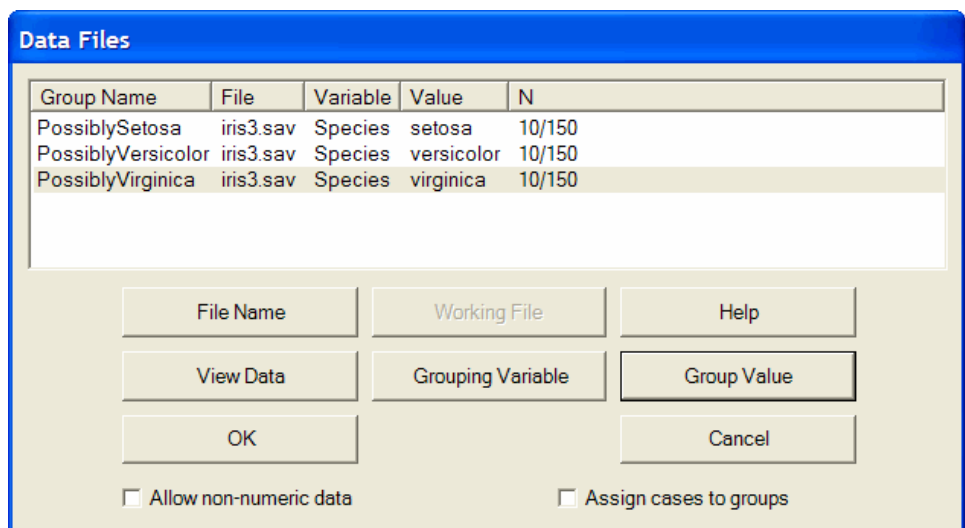 Data Files
Group Name File Variable Value N
PossiblySetosa iris3.sav Species setosa 10/150
PossiblyVersicolor iris3.sav Species versicolor 10/150
PossiblyVirginica iris3.sav Species virginica 10/150
File Name Working File Help
View Data Grouping Variable Group Value
OK Cancel
Allow non-numeric data Assign cases to groups